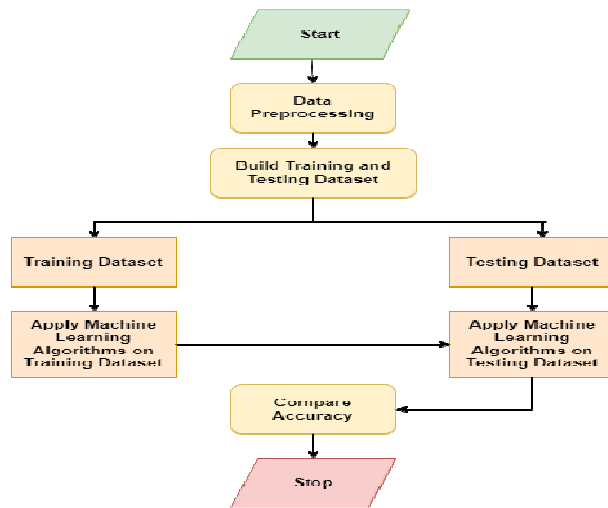 Start
Data
Preprocessing
Build Training and
Testing Dataset
Training Dataset
Testing Dataset
Apply Machine
Learning
Algorithms on
Training Dataset
Apply Machine
Learning
Algorithms on
Testing Dataset
Compare
Accuracy
Stop